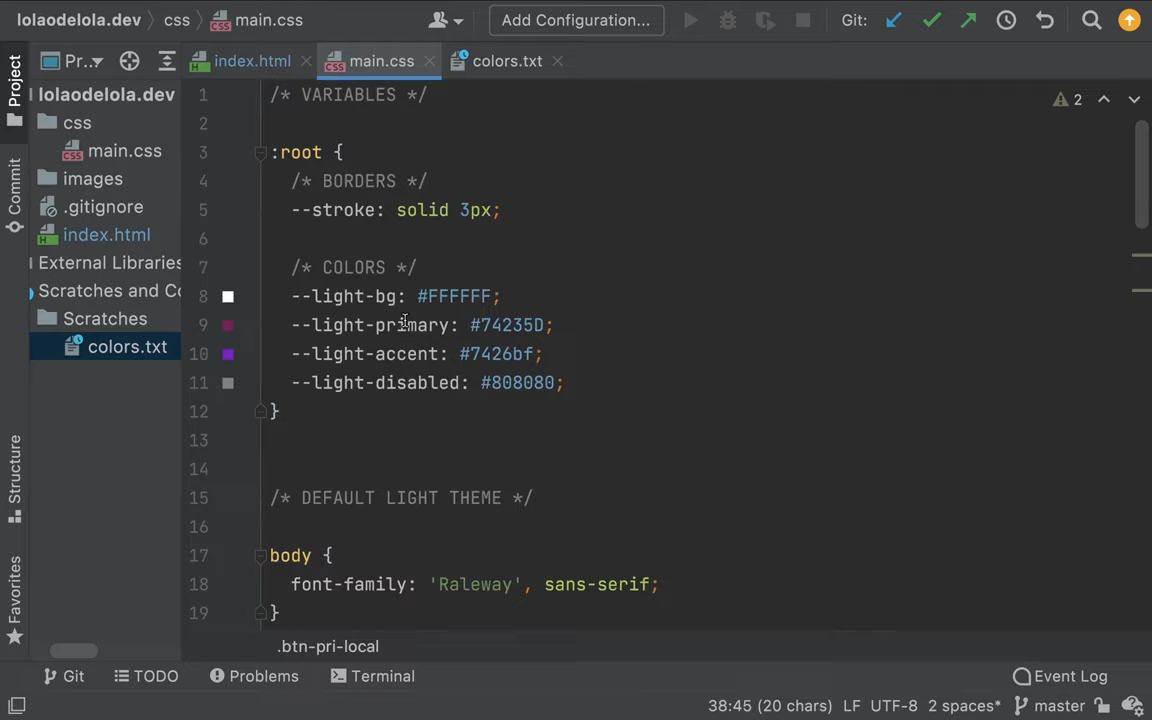 lolaodelola.dev
css
main.css
Add Configuration...
Git:
Project
Pr...
index.html
main.css
colors.txt
lolaodelola.dev
css
main.css
images
.gitignore
index.html
External Libraries
Scratches and Co
Scratches
colors.txt
Commit
Structure
Favorites
2
1 /* VARIABLES */
2
3 :root {
4 /* BORDERS */
5 --stroke: solid 3px;
6
7 /* COLORS */
8 --light-bg: #FFFFFF;
9 --light-primary: #74235D;
10 --light-accent: #7426bf;
11 --light-disabled: #808080;
12 }
13
14
15 /* DEFAULT LIGHT THEME */
16
17 body {
18 font-family: 'Raleway', sans-serif;
19 }
.btn-pri-local
Git
TODO
Problems
Terminal
Event Log
38:45 (20 chars) LF UTF-8 2 spaces* master